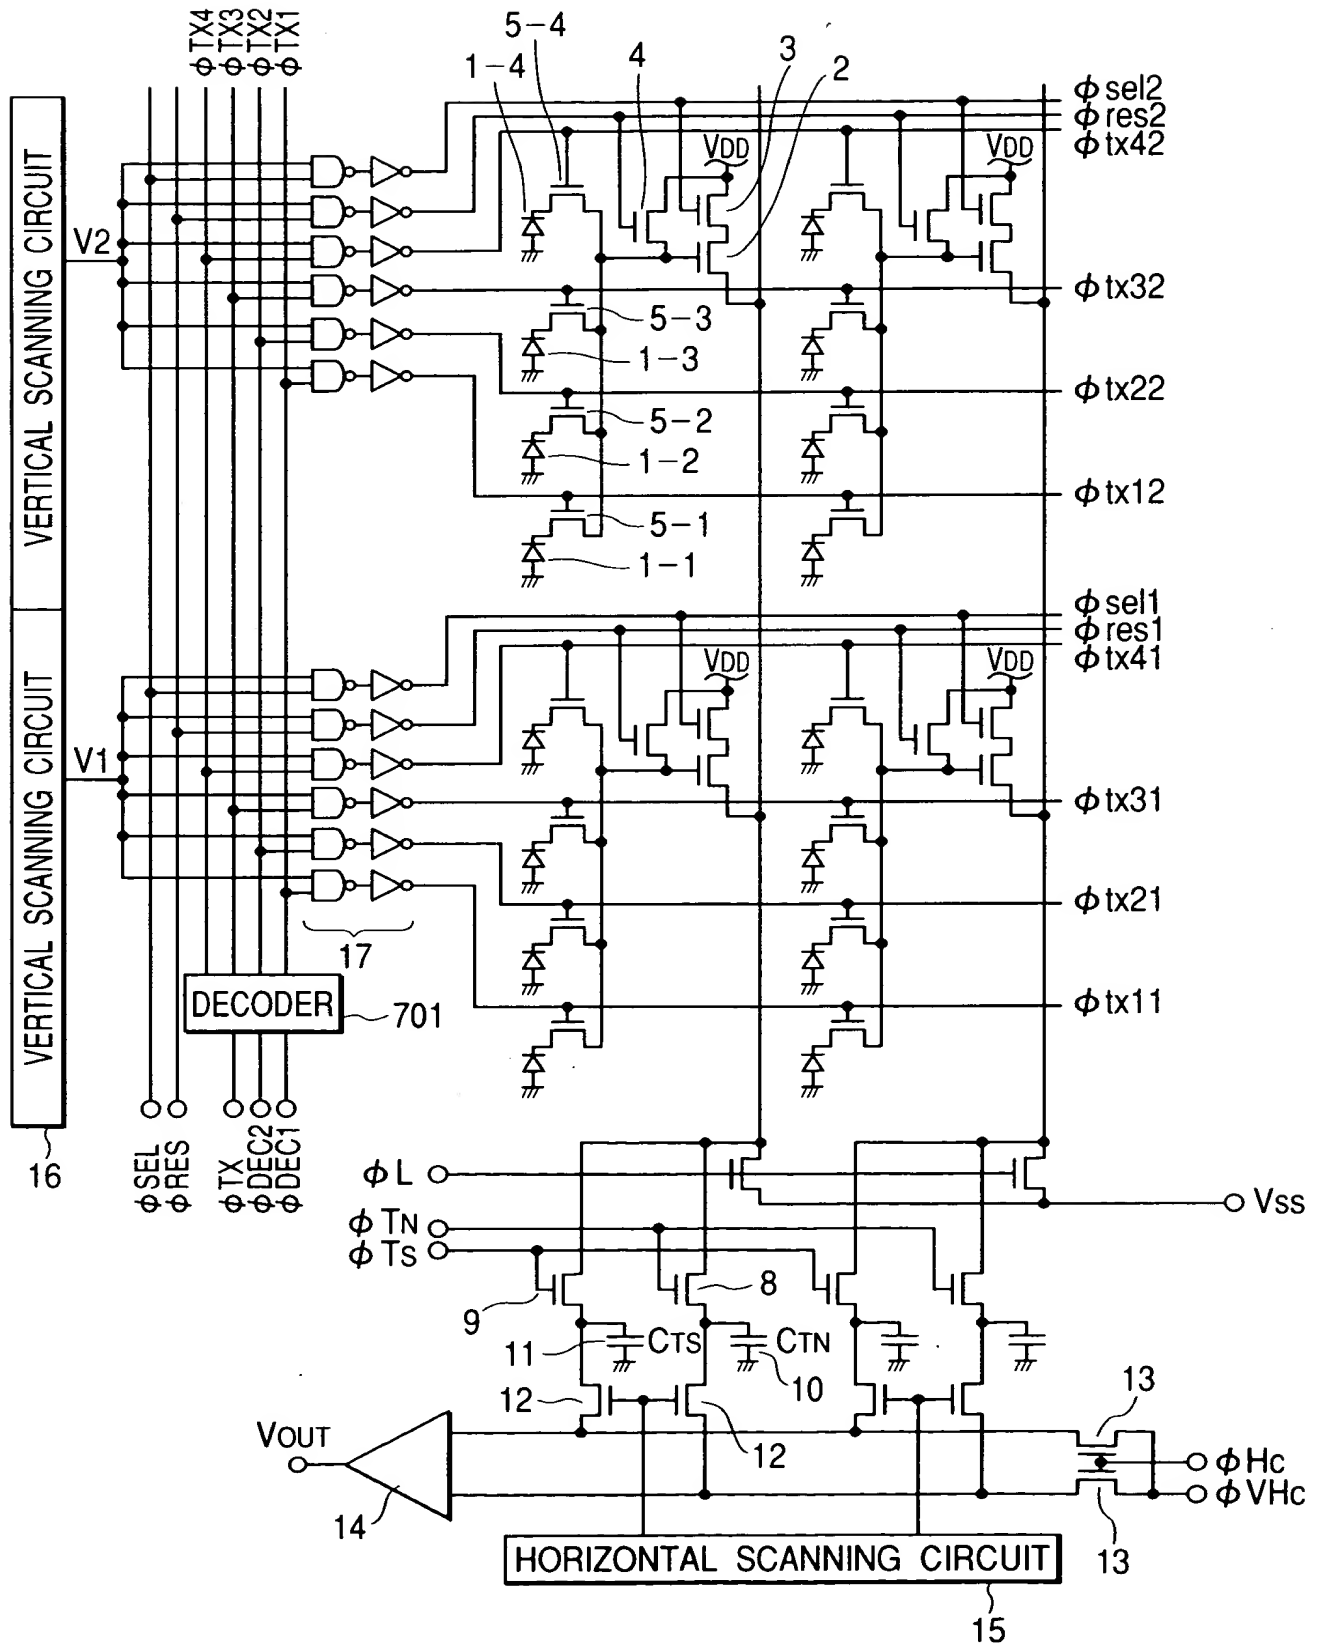 ϕTX4
ϕTX3
ϕTX2
ϕTX1
5-4
1-4
4
3
2
ϕsel2
ϕres2
ϕtx42
VDD
VDD
VERTICAL SCANNING CIRCUIT
V2
ϕtx32
5-3
1-3
ϕtx22
5-2
1-2
ϕtx12
5-1
1-1
ϕsel1
ϕres1
ϕtx41
VDD
VDD
VERTICAL SCANNING CIRCUIT
V1
ϕtx31
ϕtx21
17
DECODER
701
ϕtx11
16
ϕSEL
ϕRES
ϕTX
ϕDEC2
ϕDEC1
ϕL
VSS
ϕTN
ϕTS
8
9
11
CTS
CTN
10
12
12
13
VOUT
ϕHC
ϕVHC
14
13
HORIZONTAL SCANNING CIRCUIT
15